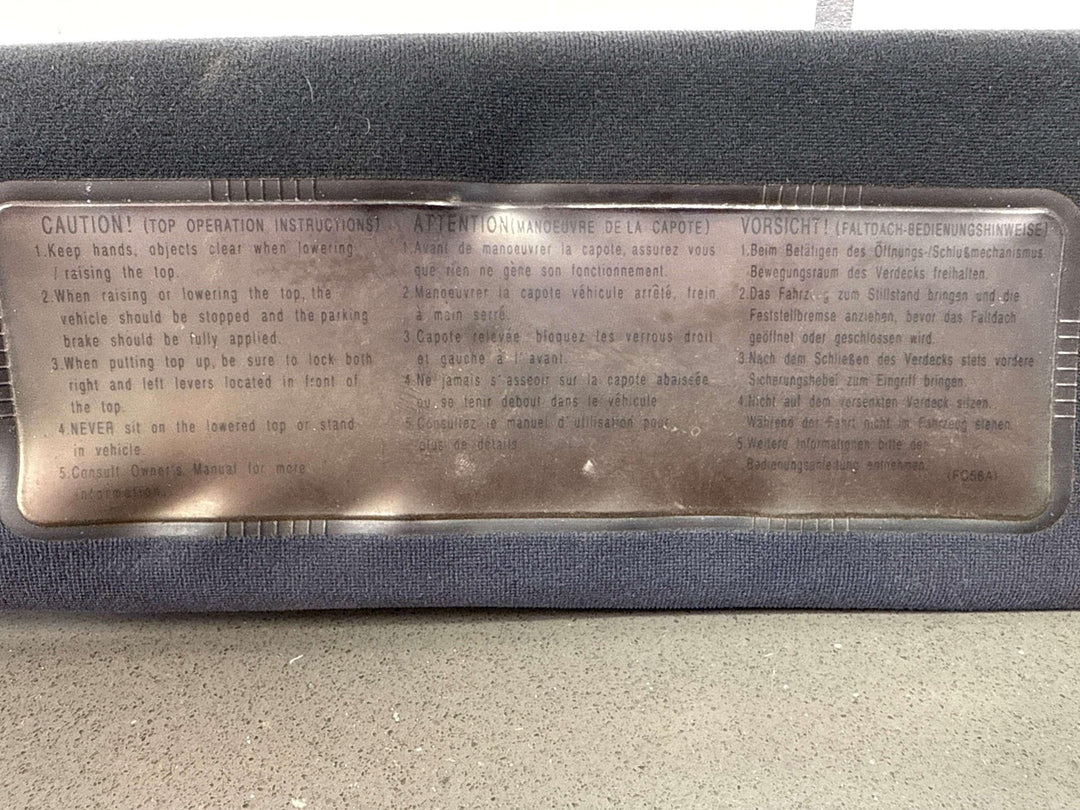 CAUTION! (TOP OPERATION INSTRUCTIONS)
1.Keep hands, objects clear when lowering
/ raising the top.
2.When raising or lowering the top, the
vehicle should be stopped and the parking
brake should be fully applied.
3.When putting top up, be sure to lock both
right and left levers located in front of
the top.
4.NEVER sit on the lowered top or stand
in vehicle.
5.Consult Owner's Manual for more
information.
ATTENTION(MANOEUVRE DE LA CAPOTE)
1.Avant de manoeuvrer la capote, assurez vous
que rien ne gêne son fonctionnement.
2.Manoeuvrer la capote véhicule arrêté, frein
à main serré.
3.Capote relevée: bloquez les verrous droit
et gauche à l'avant.
4.Ne jamais s'asseoir sur la capote abaisée
ou se tenir debout dans le véhicule
5.Consultez le manuel d'utilisation pour
plus de détails
VORSICHT! (FALTDACH-BEDIENUNGSHINWEISE)
1.Beim Betätigen des Öffnungs-/Schlußmechanismus
Bewegungsraum des Verdecks freihalten.
2.Das Fahrzeug zum Stillstand bringen und die
Feststellbremse anziehen, bevor das Faltdach
geöffnet oder geschlossen wird.
3.Nach dem Schließen des Verdecks stets vordere
Sicherungshebel zum Eingriff bringen.
4.Nicht auf dem versenkten Verdeck sitzen.
Während der Fahrt nicht im Fahrzeug stehen.
5.Weitere Informationen bitte der
Bedienungsanleitung entnehmen.
(FC56A)